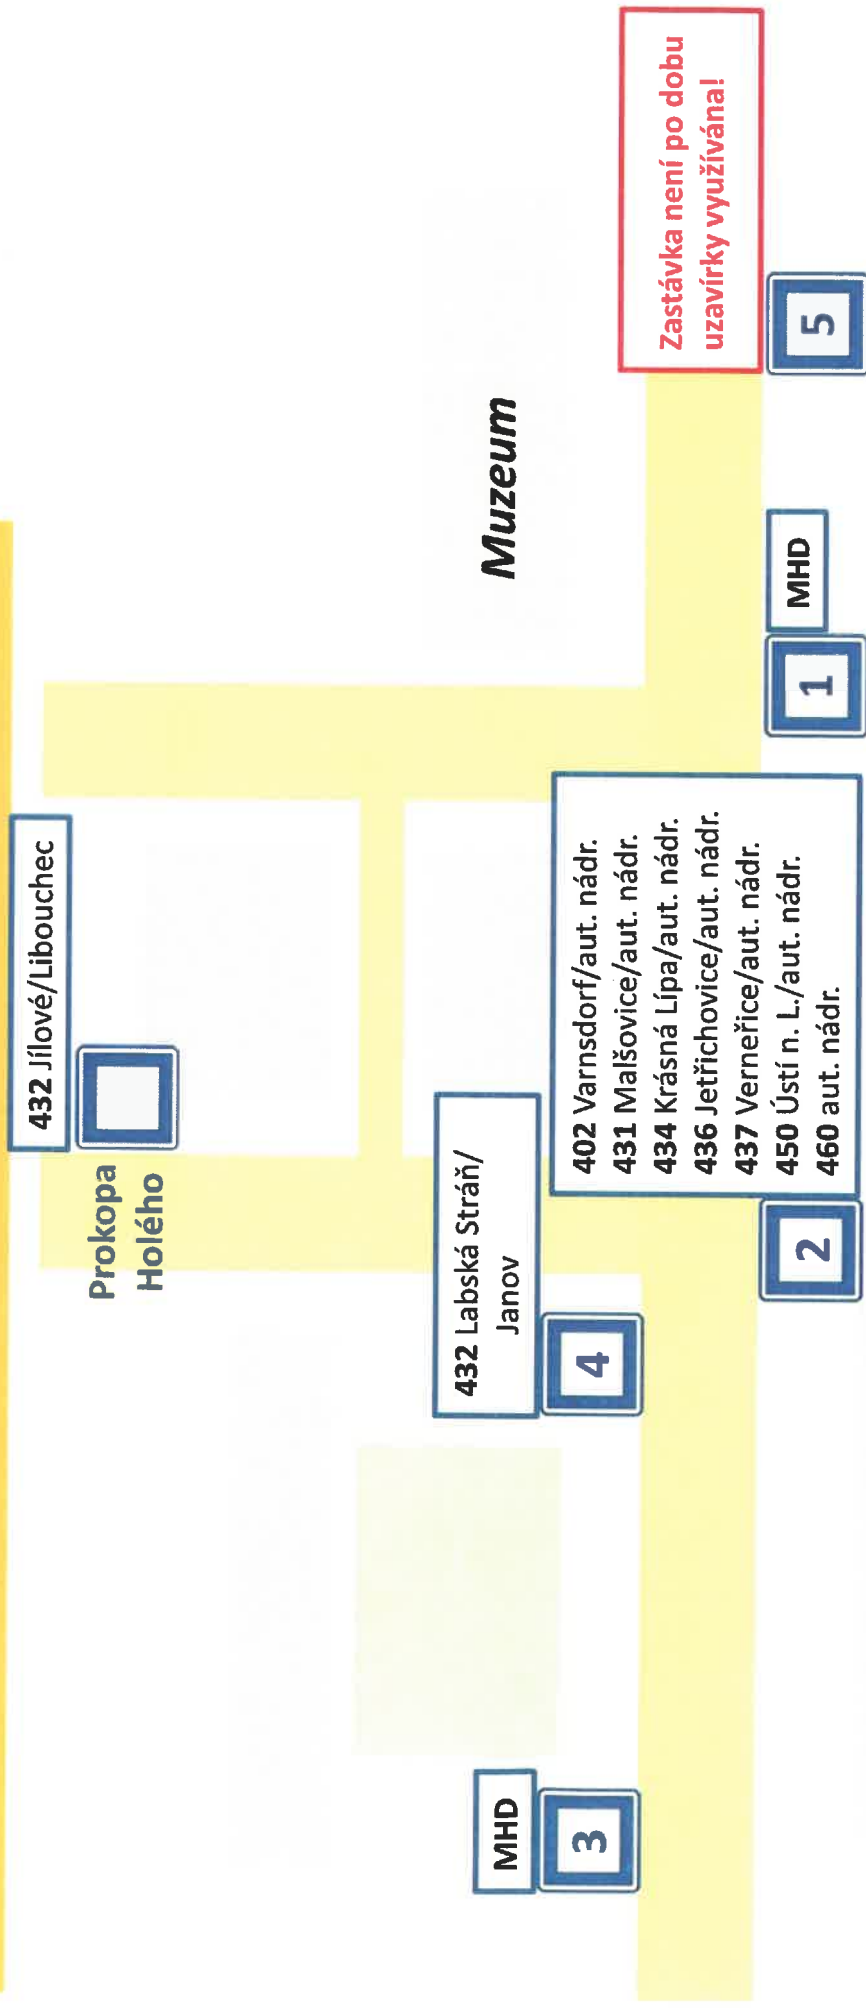 432 Jílové/Libouchec
Prokopa
Holého
432 Labská Stráň/
Janov
4
MHD
3
Muzeum
Zastávka není po dobu
uzavírky využívána!
5
MHD
1
402 Varnsdorf/aut. nádr.
431 Malšovice/aut. nádr.
434 Krásná Lípa/aut. nádr.
436 Jetřichovice/aut. nádr.
437 Verneřice/aut. nádr.
450 Ústí n. L./aut. nádr.
460 aut. nádr.
2